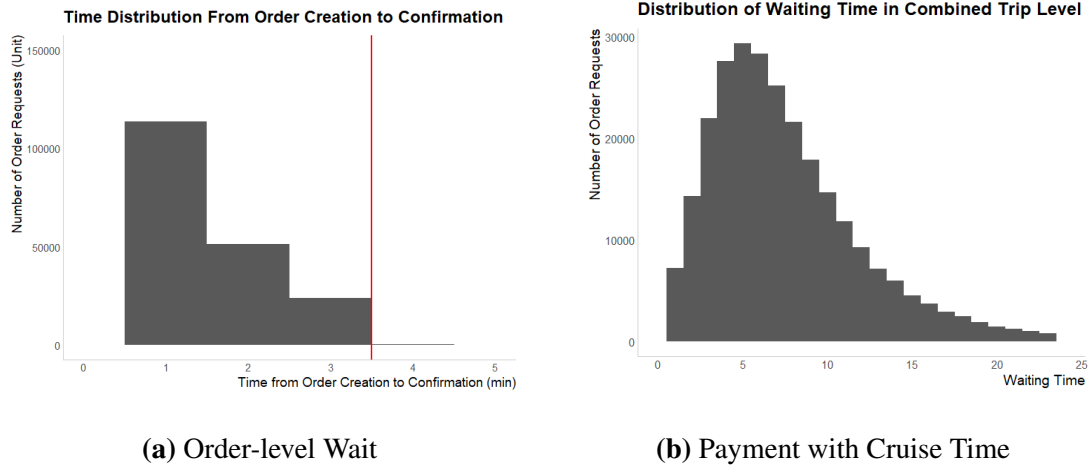 Time Distribution From Order Creation to Confirmation
Number of Order Requests (Unit)
150000
100000
50000
0
0 1 2 3 4 5
Time from Order Creation to Confirmation (min)
(a) Order-level Wait
Distribution of Waiting Time in Combined Trip Level
Number of Order Requests
30000
20000
10000
0
0 5 10 15 20 25
Waiting Time
(b) Payment with Cruise Time